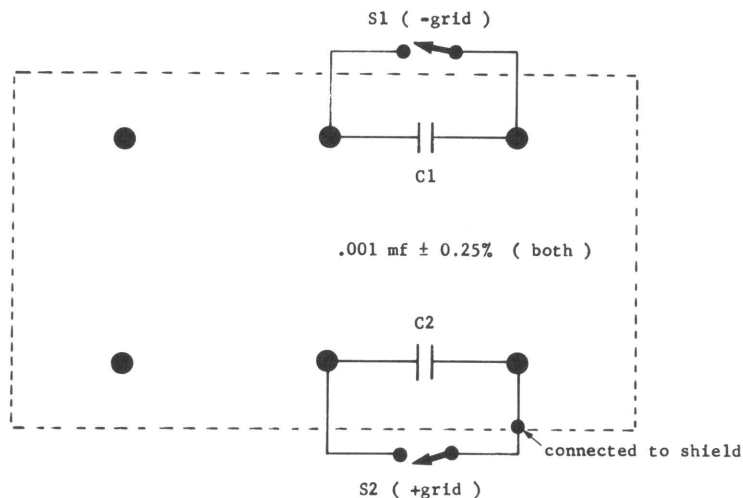 S1 ( -grid )
C1
.001 mf ± 0.25% ( both )
C2
connected to shield
S2 ( +grid )